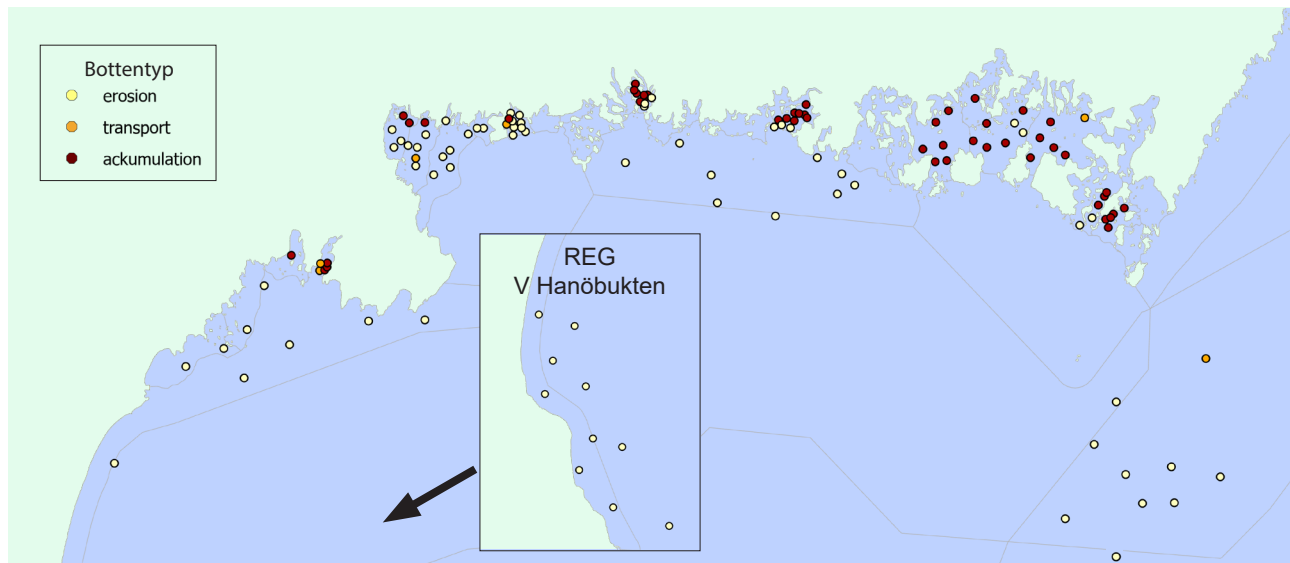 Bottentyp
erosion
transport
ackumulation
REG
V Hanöbukten